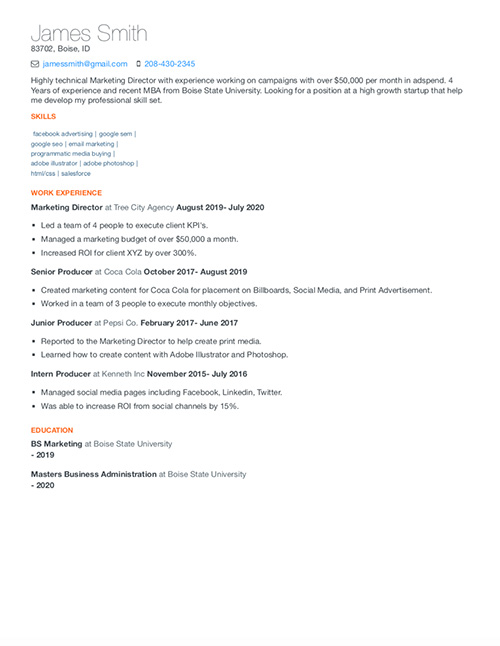 James Smith
83702, Boise, ID
jamessmith@gmail.com 208-430-2345
Highly technical Marketing Director with experience working on campaigns with over $50,000 per month in adspend. 4
Years of experience and recent MBA from Boise State University. Looking for a position at a high growth startup that help
me develop my professional skill set.
SKILLS
facebook advertising | google sem |
google seo | email marketing |
programmatic media buying |
adobe illustrator | adobe photoshop |
html/css | salesforce
WORK EXPERIENCE
Marketing Director at Tree City Agency August 2019- July 2020
• Led a team of 4 people to execute client KPI's.
• Managed a marketing budget of over $50,000 a month.
• Increased ROI for client XYZ by over 300%.
Senior Producer at Coca Cola October 2017- August 2019
• Created marketing content for Coca Cola for placement on Billboards, Social Media, and Print Advertisement.
• Worked in a team of 3 people to execute monthly objectives.
Junior Producer at Pepsi Co. February 2017- June 2017
• Reported to the Marketing Director to help create print media.
• Learned how to create content with Adobe Illustrator and Photoshop.
Intern Producer at Kenneth Inc November 2015- July 2016
• Managed social media pages including Facebook, Linkedin, Twitter.
• Was able to increase ROI from social channels by 15%.
EDUCATION
BS Marketing at Boise State University
- 2019
Masters Business Administration at Boise State University
- 2020